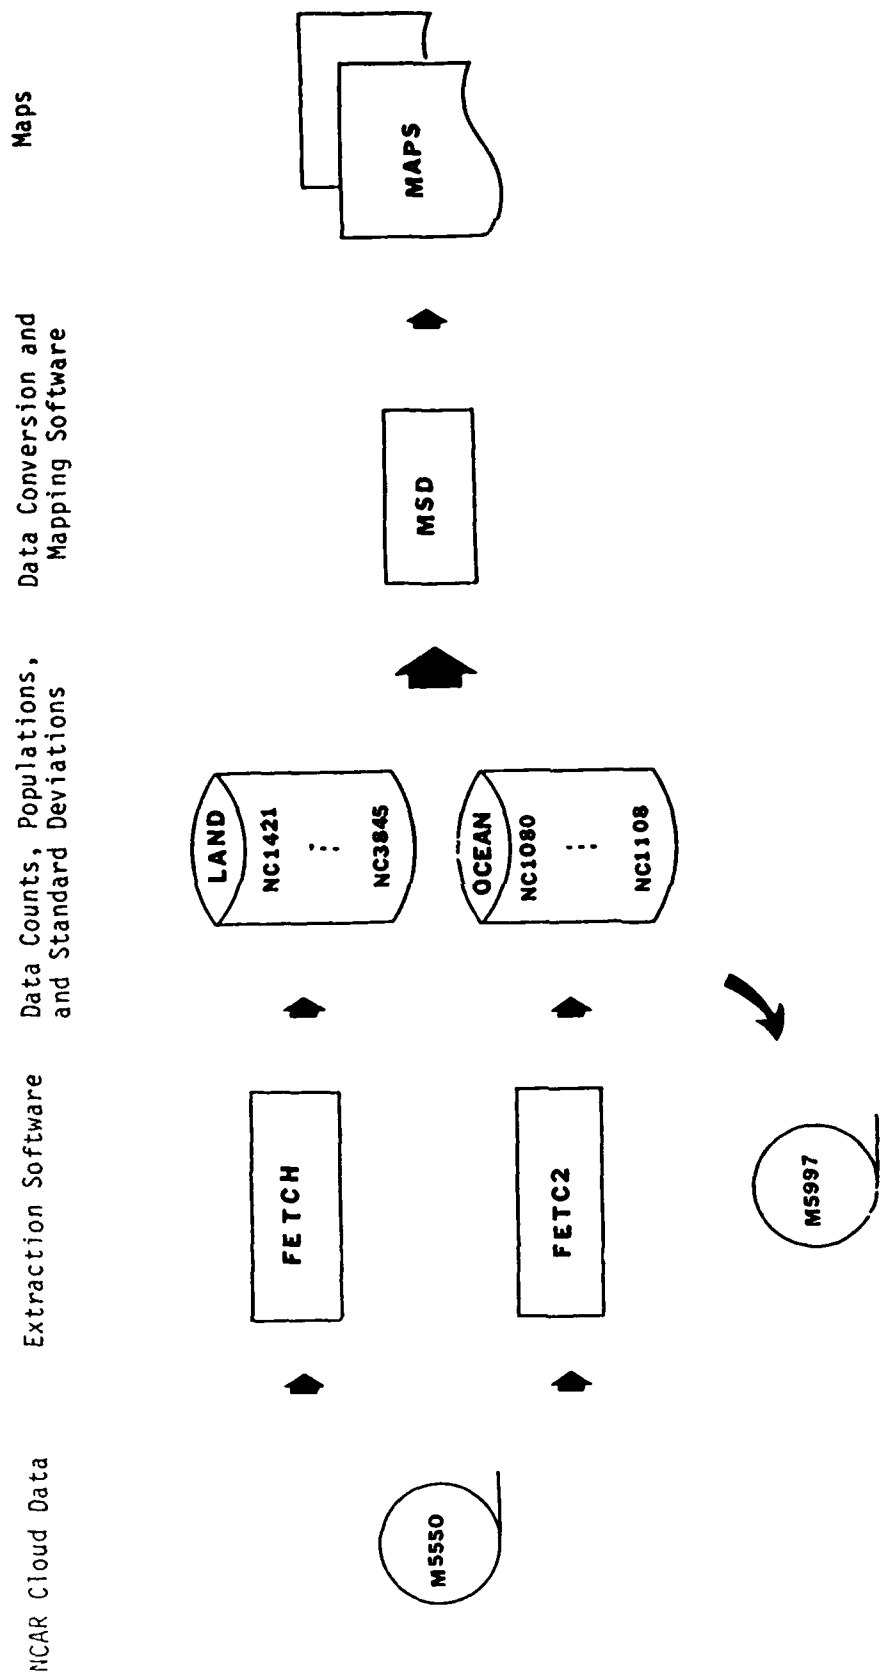 NCAR Cloud Data
Extraction Software
Data Counts, Populations,
and Standard Deviations
Data Conversion and
Mapping Software
Maps
M5550
FETCH
FETC2
LAND
NC1421
NC3845
OCEAN
NC1080
NC1108
MSD
MAPS
M5997